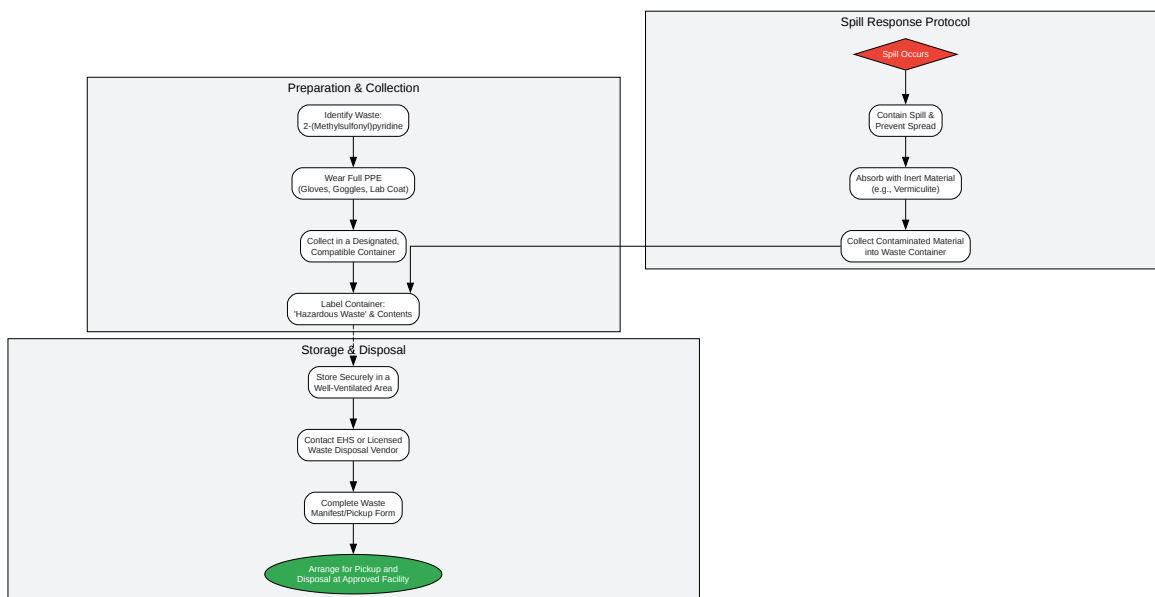 Spill Response Protocol
Spill Occurs
Contain Spill &
Prevent Spread
Absorb with Inert Material
(e.g., Vermiculite)
Collect Contaminated Material
into Waste Container
Preparation & Collection
Identify Waste:
2-(Methylsulfonyl)pyridine
Wear Full PPE
(Gloves, Goggles, Lab Coat)
Collect in a Designated,
Compatible Container
Label Container:
'Hazardous Waste' & Contents
Storage & Disposal
Store Securely in a
Well-Ventilated Area
Contact EHS or Licensed
Waste Disposal Vendor
Complete Waste
Manifest/Pickup Form
Arrange for Pickup and
Disposal at Approved Facility